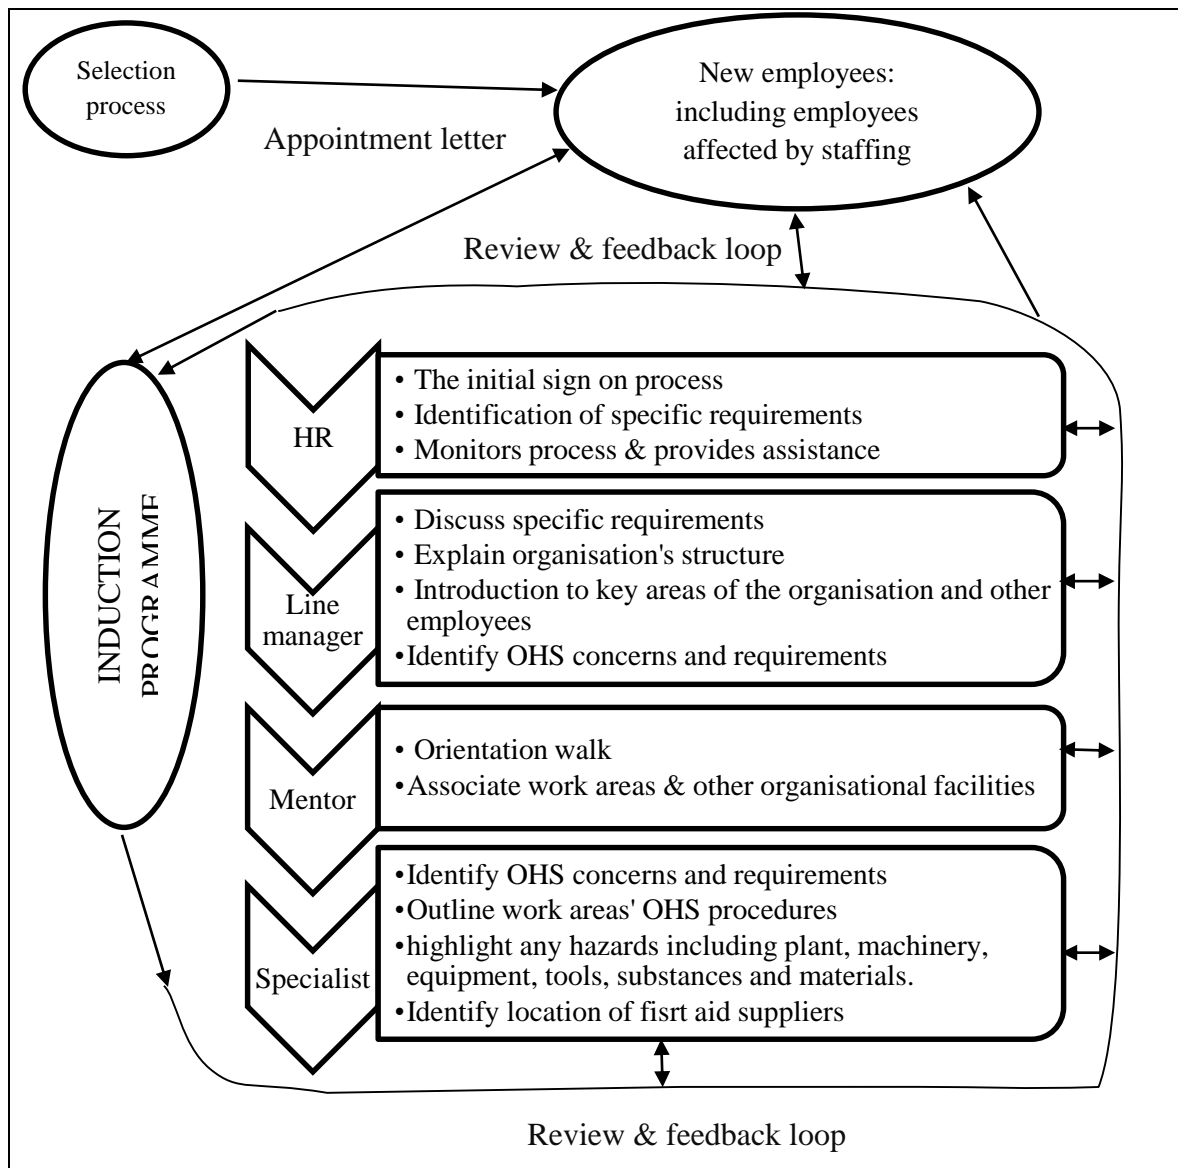 Selection
process
New employees:
including employees
affected by staffing
Appointment letter
Review & feedback loop
INDUCTION
PROGRAMME
HR
• The initial sign on process
• Identification of specific requirements
• Monitors process & provides assistance
Line
manager
• Discuss specific requirements
• Explain organisation's structure
• Introduction to key areas of the organisation and other
employees
• Identify OHS concerns and requirements
Mentor
• Orientation walk
•Associate work areas & other organisational facilities
Specialist
•Identify OHS concerns and requirements
•Outline work areas' OHS procedures
•highlight any hazards including plant, machinery,
equipment, tools, substances and materials.
•Identify location of fisrt aid suppliers
Review & feedback loop